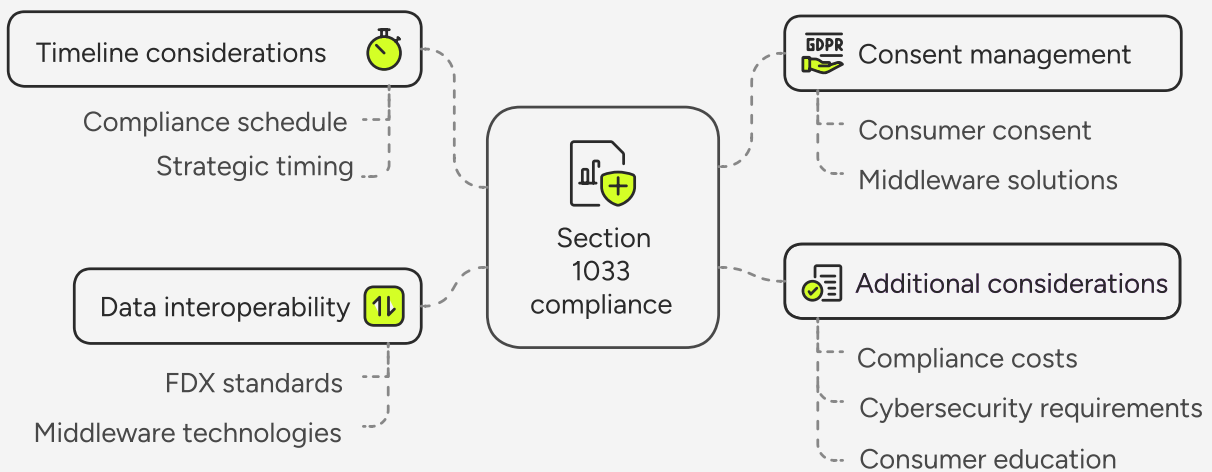 Timeline considerations
Compliance schedule
Strategic timing
Data interoperability
FDX standards
Middleware technologies
Section
1033
compliance
GDPR
Consent management
Consumer consent
Middleware solutions
Additional considerations
Compliance costs
Cybersecurity requirements
Consumer education